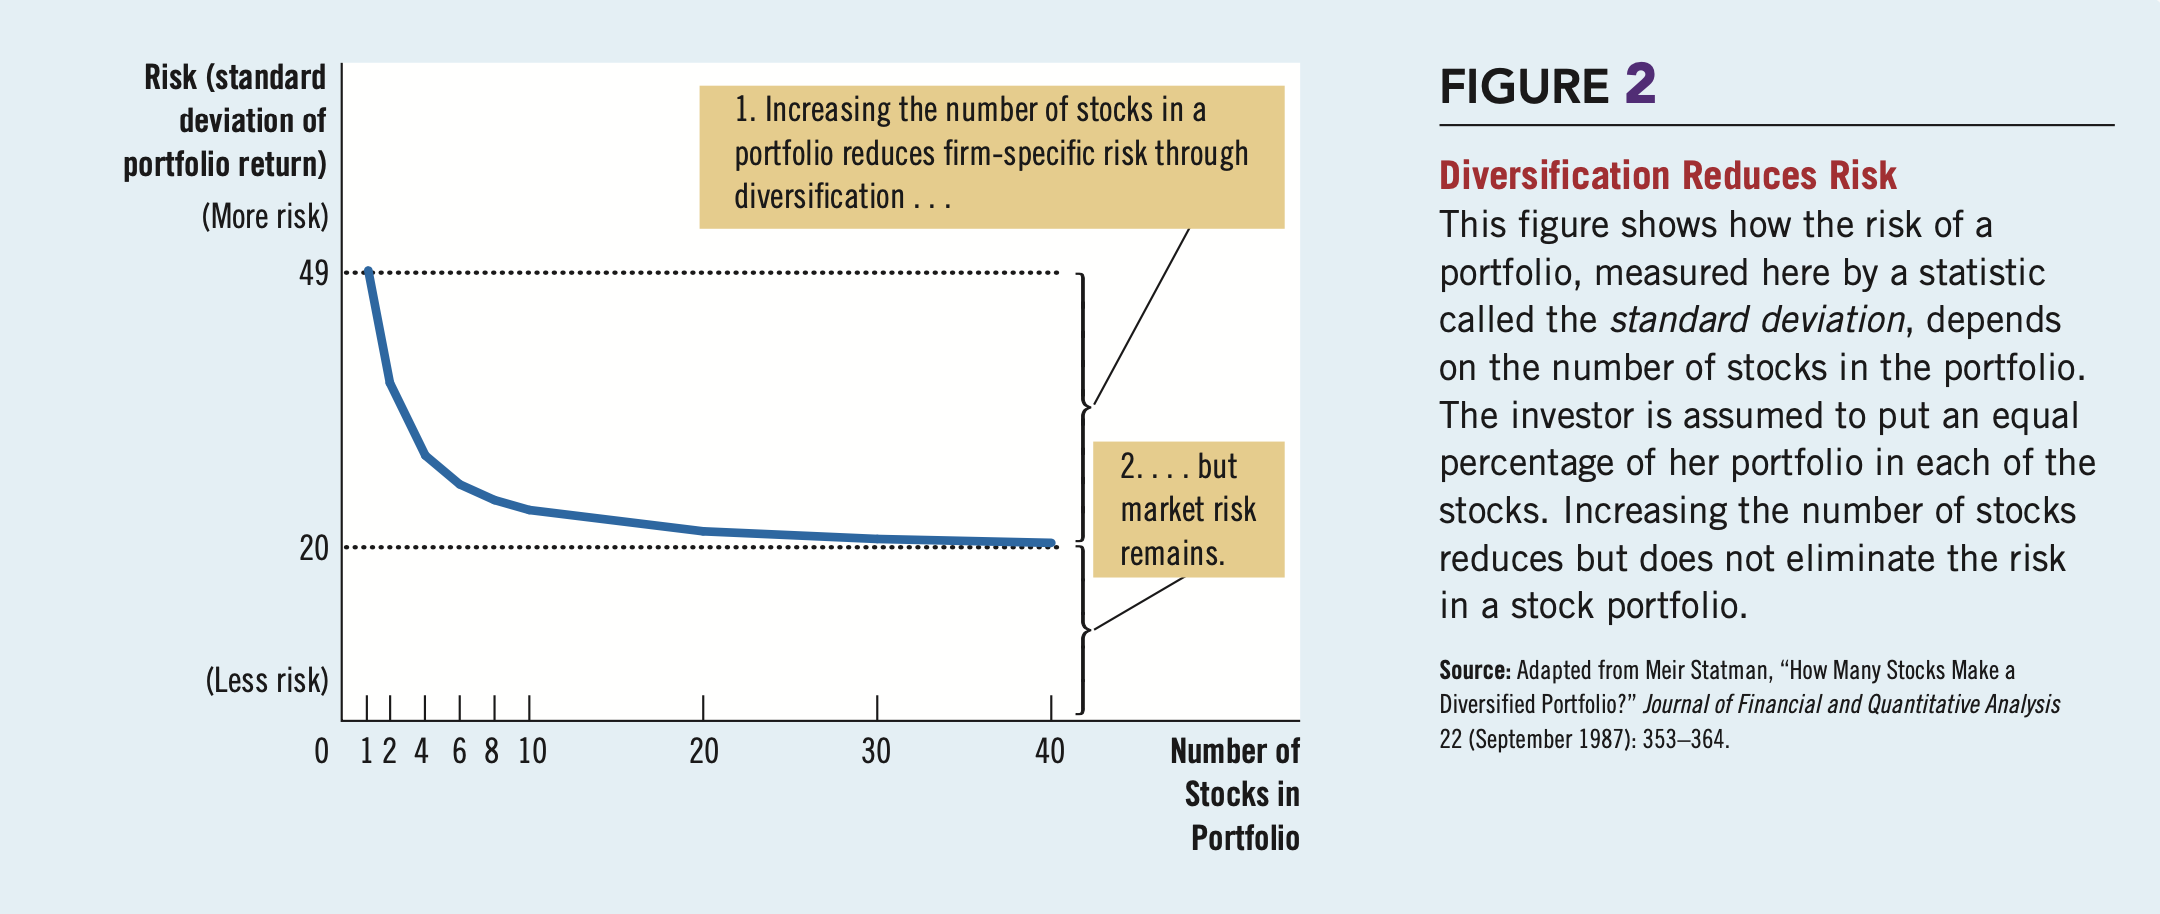 Risk (standard
deviation of
portfolio return)
(More risk)
49
20
(Less risk)
0 1 2 4 6 8 10 20 30 40
Number of
Stocks in
Portfolio
1. Increasing the number of stocks in a
portfolio reduces firm-specific risk through
diversification . . .
2. . . . but
market risk
remains.
FIGURE 2
Diversification Reduces Risk
This figure shows how the risk of a
portfolio, measured here by a statistic
called the standard deviation, depends
on the number of stocks in the portfolio.
The investor is assumed to put an equal
percentage of her portfolio in each of the
stocks. Increasing the number of stocks
reduces but does not eliminate the risk
in a stock portfolio.
Source: Adapted from Meir Statman, “How Many Stocks Make a
Diversified Portfolio?” Journal of Financial and Quantitative Analysis
22 (September 1987): 353–364.